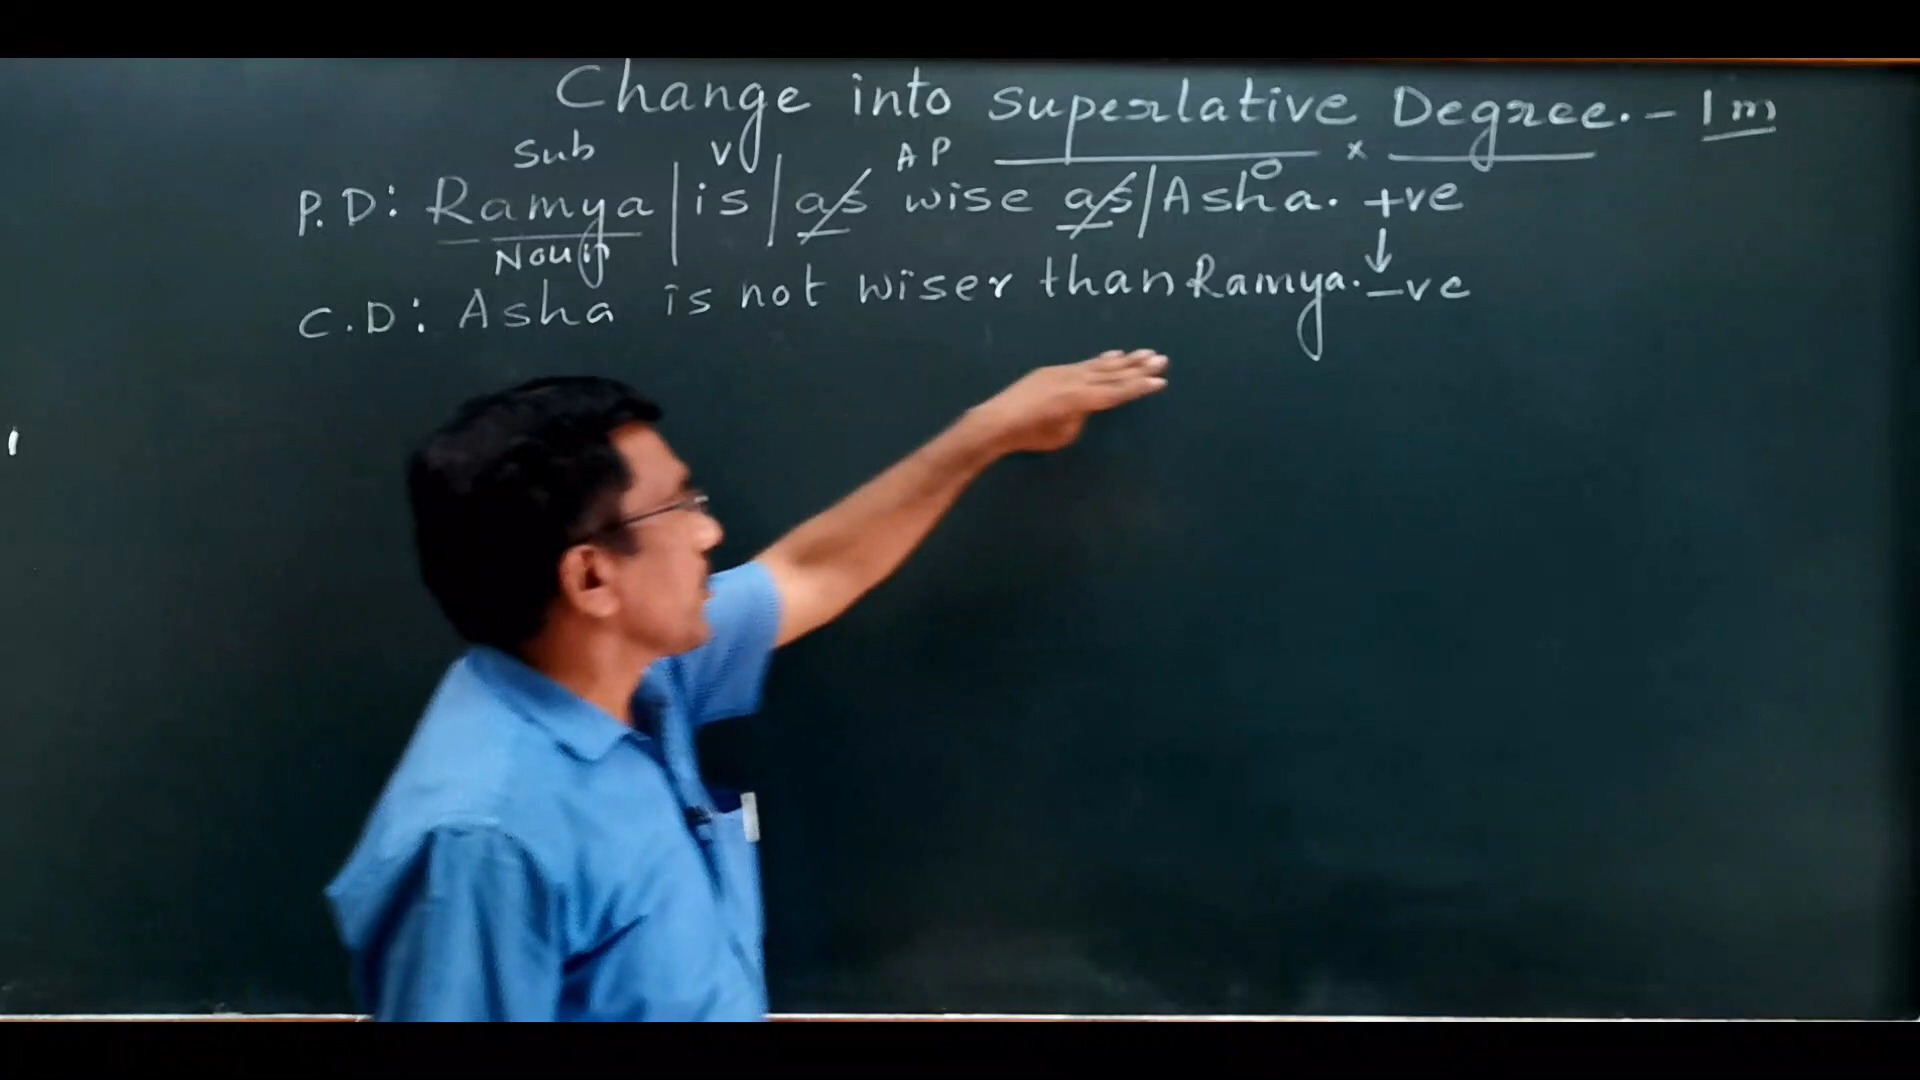 Change into Superlative Degree. - 1m
Sub V AP x
P.D: Ramya | is | as wise as | Asha. +ve
O
Noun ↓
C.D: Asha is not wiser than Ramya. -ve